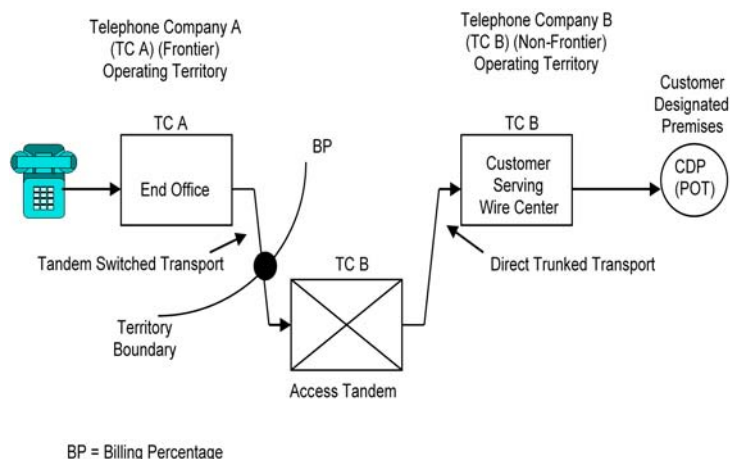 Telephone Company A
(TC A) (Frontier)
Operating Territory
Telephone Company B
(TC B) (Non-Frontier)
Operating Territory
Customer
Designated
Premises
TC A
End Office
BP
TC B
Customer
Serving
Wire Center
CDP
(POT)
Tandem Switched Transport
TC B
Direct Trunked Transport
Territory
Boundary
Access Tandem
BP = Billing Percentage